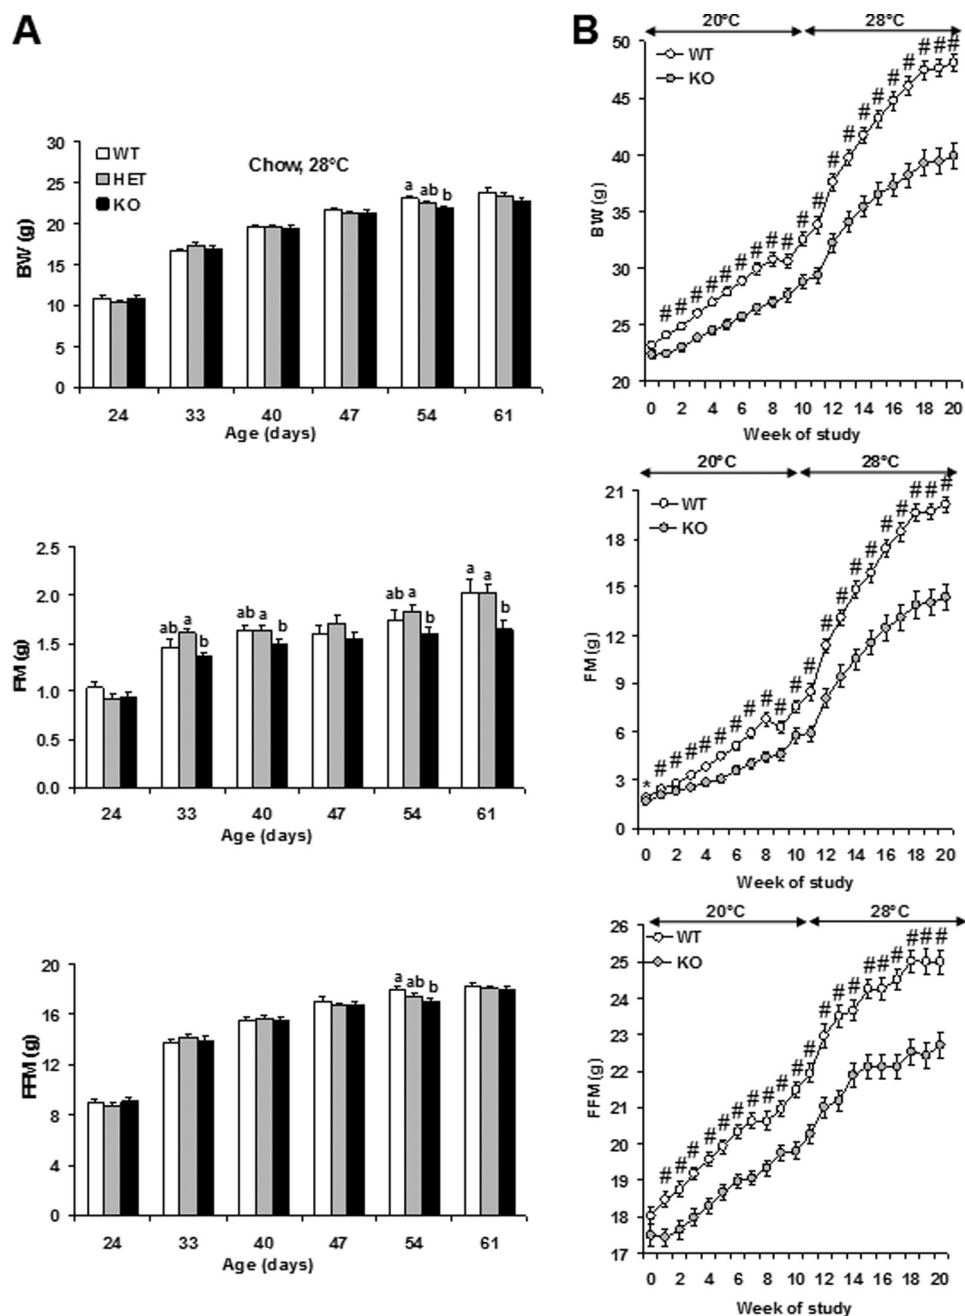 A
BW (g)
30
25
20
15
10
5
0
WT
HET
KO
Chow, 28°C
a ab b
24 33 40 47 54 61
Age (days)
FM (g)
2.5
2.0
1.5
1.0
0.5
0.0
ab a b
ab a b
ab a b
a a b
24 33 40 47 54 61
Age (days)
FFM (g)
20
16
12
8
4
0
a ab b
24 33 40 47 54 61
Age (days)
B
20°C 28°C
BW (g)
50
45
40
35
30
25
20
WT
KO
# # # # # # # # # # # # # # # # # # # #
0 2 4 6 8 10 12 14 16 18 20
Week of study
20°C 28°C
FM (g)
21
18
15
12
9
6
3
0
WT
KO
* # # # # # # # # # # # # # # # # # # # #
0 2 4 6 8 10 12 14 16 18 20
Week of study
20°C 28°C
FFM (g)
26
25
24
23
22
21
20
19
18
17
WT
KO
# # # # # # # # # # # # # # # # # # # #
0 2 4 6 8 10 12 14 16 18 20
Week of study